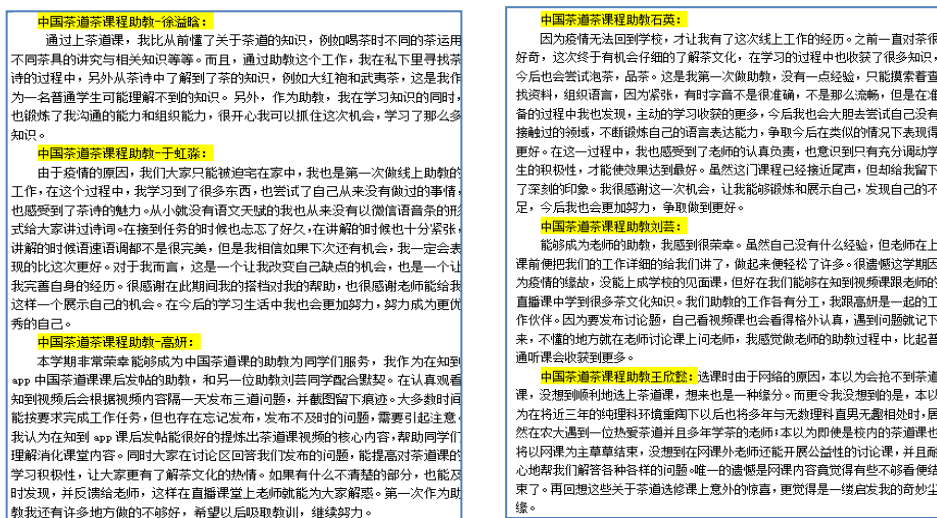 中国茶道茶课程助教-徐溢晗：
通过上茶道课，我比从前懂了关于茶道的知识，例如喝茶时不同的茶运用
不同茶具的讲究与相关知识等等。而且，通过助教这个工作，我在私下里寻找茶
诗的过程中，另外从茶诗中了解到了茶的知识，例如大红袍和武夷茶，这是我作
为一名普通学生可能理解不到的知识。另外，作为助教，我在学习知识的同时，
也锻炼了我沟通的能力和组织能力，很开心我可以抓住这次机会，学习了那么多
知识。
中国茶道茶课程助教-于虹淼：
由于疫情的原因，我们大家只能被迫宅在家中，我也是第一次做线上助教的
工作，在这个过程中，我学习到了很多东西，也尝试了自己从来没有做过的事情，
也感受到了茶诗的魅力。从小就没有语文天赋的我也从来没有以微信语音条的形
式给大家讲过诗词。在接到任务的时候也忐忑了好久，在讲解的时候也十分紧张，
讲解的时候语速语调都不是很完美，但是我相信如果下次还有机会，我一定会表
现的比这次更好。对于我而言，这是一个让我改变自己缺点的机会，也是一个让
我完善自身的经历。很感谢在此期间我的搭档对我的帮助，也很感谢老师能给我
这样一个展示自己的机会。在今后的学习生活中我也会更加努力，努力成为更优
秀的自己。
中国茶道茶课程助教-高妍：
本学期非常荣幸能够成为中国茶道课的助教为同学们服务，我作为在知到
app 中国茶道课课后发帖的助教，和另一位助教刘芸同学配合默契。在认真观看
知到视频后会根据视频内容隔一天发布三道问题，并截图留下痕迹。大多数时间
能按要求完成工作任务，但也存在忘记发布，发布不及时的问题，需要引起注意。
我认为在知到 app 课后发帖能很好的提炼出茶道课视频的核心内容，帮助同学们
理解消化课堂内容。同时大家在讨论区回答我们发布的问题，能提高对茶道课的
学习积极性，让大家更有了解茶文化的热情。如果有什么不清楚的部分，也能及
时发现，并反馈给老师，这样在直播课堂上老师就能为大家解惑。第一次作为助
教我还有许多地方做的不够好，希望以后吸取教训，继续努力。
中国茶道茶课程助教石英：
因为疫情无法回到学校，才让我有了这次线上工作的经历。之前一直对茶很
好奇，这次终于有机会仔细的了解茶文化，在学习的过程中也收获了很多知识，
今后也会尝试泡茶，品茶。这是我第一次做助教，没有一点经验，只能摸索着查
找资料，组织语言，因为紧张，有时字音不是很准确，不是那么流畅，但是在准
备的过程中我也发现，主动的学习收获的更多，今后我也会大胆去尝试自己没有
接触过的领域，不断锻炼自己的语言表达能力，争取今后在类似的情况下表现得
更好。在这一过程中，我也感受到了老师的认真负责，也意识到只有充分调动学
生的积极性，才能使效果达到最好。虽然这门课程已经接近尾声，但却给我留下
了深刻的印象。我很感谢这一次机会，让我能够锻炼和展示自己，发现自己的不
足，今后我也会更加努力，争取做到更好。
中国茶道茶课程助教刘芸：
能够成为老师的助教，我感到很荣幸。虽然自己没有什么经验，但老师在上
课前便把我们的工作详细的给我们讲了，做起来便轻松了许多。很遗憾这学期因
为疫情的缘故，没能上成学校的见面课，但好在我们能够在知到视频课跟老师的
直播课中学到很多茶文化知识。我们助教的工作各有分工，我跟高妍是一起的工
作伙伴。因为要发布讨论题，自己看视频课也会看得格外认真，遇到问题就记下
来，不懂的地方就在老师讨论课上问老师，我感觉做老师的助教过程中，比起普
通听课会收获到更多。
中国茶道茶课程助教王欣懿：选课时由于网络的原因，本以为会抢不到茶道
课，没想到顺利地选上茶道课，想来也是一种缘分。而更令我没想到的是，本以
为在将近三年的纯理科环境熏陶下以后也将多年与无数理科直男无趣相处时，居
然在农大遇到一位热爱茶道并且多年学茶的老师；本以为即使是校内的茶道课也
将以网课为主草草结束，没想到在网课外老师还能开展公益性的讨论课，并且耐
心地帮我们解答各种各样的问题。唯一的遗憾是网课内容竟觉得有些不够看便结
束了。再回想这些关于茶道选修课上意外的惊喜，更觉得是一缕启发我的奇妙尘
缘。